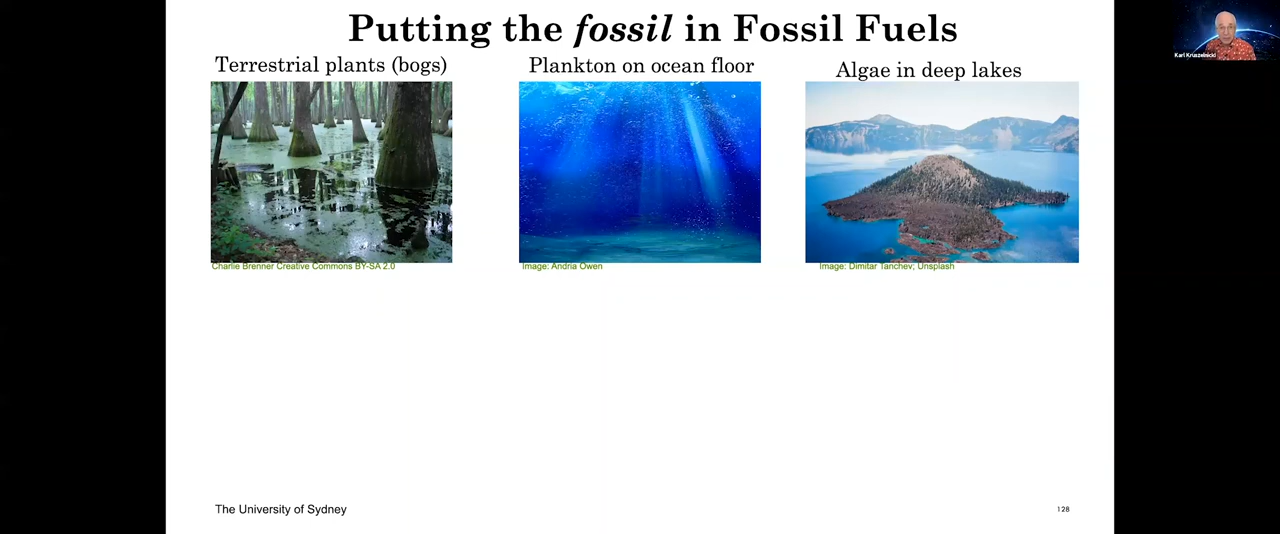 Putting the fossil in Fossil Fuels
Karl Kruszelnicki
Terrestrial plants (bogs)
Plankton on ocean floor
Algae in deep lakes
Charlie Brenner Creative Commons BY-SA 2.0
Image: Andria Owen
Image: Dimitar Tanchev; Unsplash
The University of Sydney
128